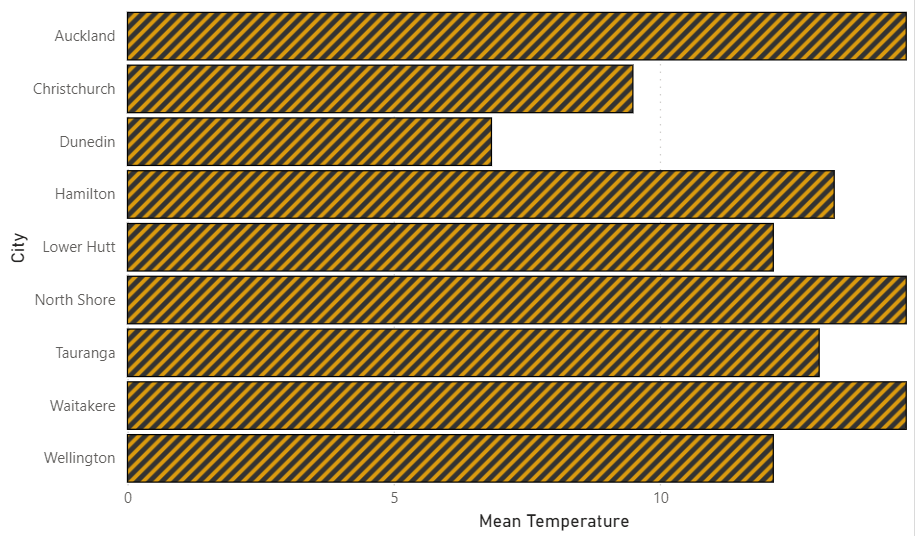 Auckland
Christchurch
Dunedin
Hamilton
Lower Hutt
North Shore
Tauranga
Waitakere
Wellington
City
0 5 10
Mean Temperature